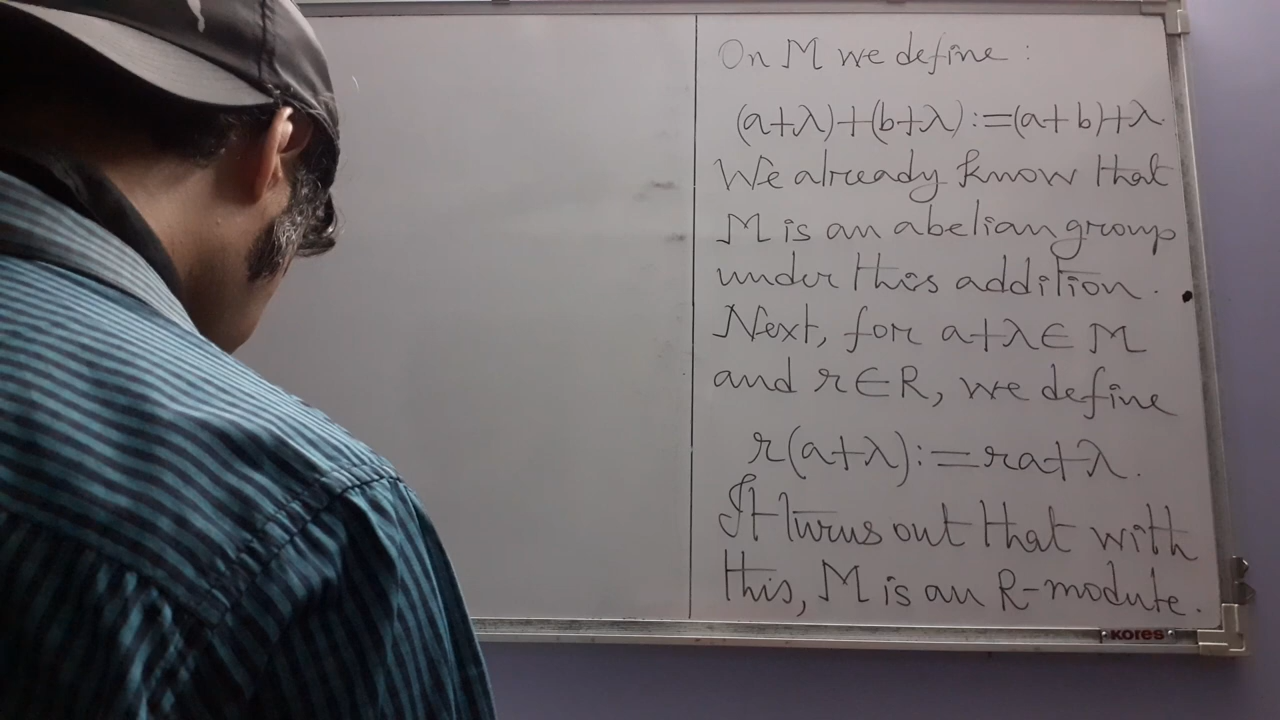 On M we define :
(a+λ)+(b+λ):=(a+b)+λ.
We already know that
M is an abelian group
under this addition.
Next, for a+λ∈M
and r∈R, we define
r(a+λ):=ra+λ.
It turns out that with
this, M is an R-module.
KORES